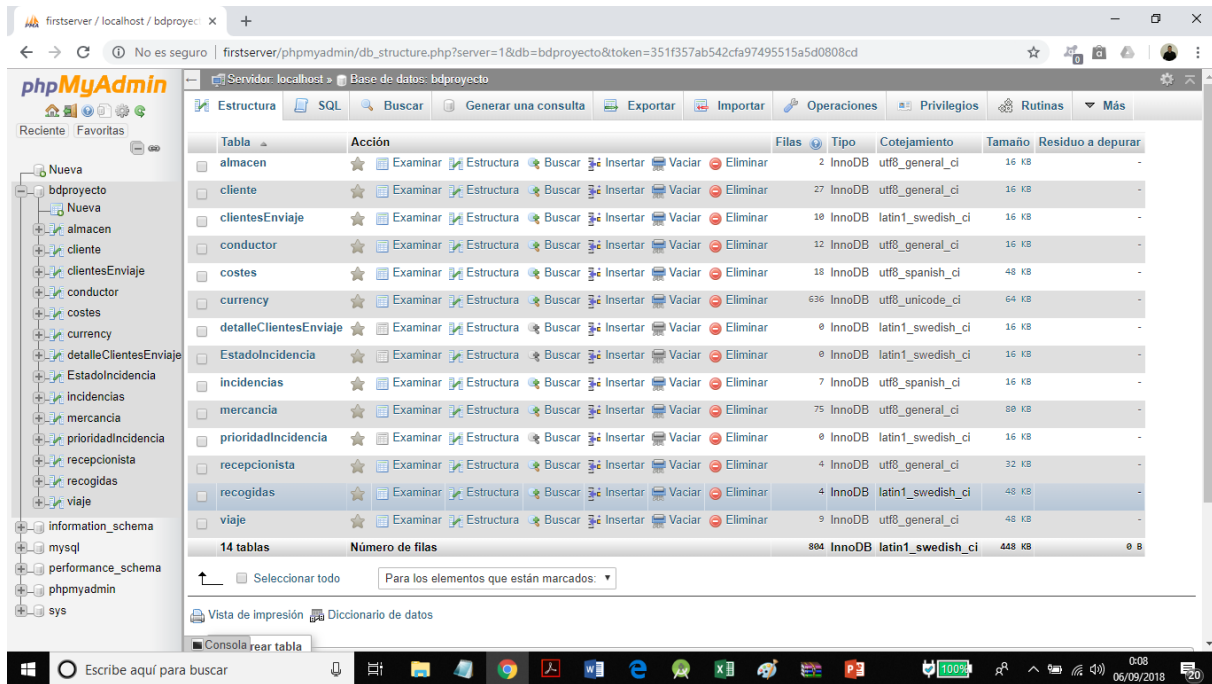 firstserver / localhost / bdproyec
No es seguro | firstserver/phpmyadmin/db_structure.php?server=1&db=bdproyecto&token=351f357ab542cfa97495515a5d0808cd
phpMyAdmin
Reciente Favoritas
Nueva
bdproyecto
Nueva
almacen
cliente
clientesEnviaje
conductor
costes
currency
detalleClientesEnviaje
EstadoIncidencia
incidencias
mercancia
prioridadIncidencia
recepcionista
recogidas
viaje
information_schema
mysql
performance_schema
phpmyadmin
sys
Servidor: localhost » Base de datos: bdproyecto
Estructura SQL Buscar Generar una consulta Exportar Importar Operaciones Privilegios Rutinas Más
Tabla Acción Filas Tipo Cotejamiento Tamaño Residuo a depurar
almacen Examinar Estructura Buscar Insertar Vaciar Eliminar 2 InnoDB utf8_general_ci 16 KB -
cliente Examinar Estructura Buscar Insertar Vaciar Eliminar 27 InnoDB utf8_general_ci 16 KB -
clientesEnviaje Examinar Estructura Buscar Insertar Vaciar Eliminar 10 InnoDB latin1_swedish_ci 16 KB -
conductor Examinar Estructura Buscar Insertar Vaciar Eliminar 12 InnoDB utf8_general_ci 16 KB -
costes Examinar Estructura Buscar Insertar Vaciar Eliminar 18 InnoDB utf8_spanish_ci 48 KB -
currency Examinar Estructura Buscar Insertar Vaciar Eliminar 636 InnoDB utf8_unicode_ci 64 KB -
detalleClientesEnviaje Examinar Estructura Buscar Insertar Vaciar Eliminar 0 InnoDB latin1_swedish_ci 16 KB -
EstadoIncidencia Examinar Estructura Buscar Insertar Vaciar Eliminar 0 InnoDB latin1_swedish_ci 16 KB -
incidencias Examinar Estructura Buscar Insertar Vaciar Eliminar 7 InnoDB utf8_spanish_ci 16 KB -
mercancia Examinar Estructura Buscar Insertar Vaciar Eliminar 75 InnoDB utf8_general_ci 80 KB -
prioridadIncidencia Examinar Estructura Buscar Insertar Vaciar Eliminar 0 InnoDB latin1_swedish_ci 16 KB -
recepcionista Examinar Estructura Buscar Insertar Vaciar Eliminar 4 InnoDB utf8_general_ci 32 KB -
recogidas Examinar Estructura Buscar Insertar Vaciar Eliminar 4 InnoDB latin1_swedish_ci 48 KB -
viaje Examinar Estructura Buscar Insertar Vaciar Eliminar 9 InnoDB utf8_general_ci 48 KB -
14 tablas Número de filas 804 InnoDB latin1_swedish_ci 448 KB 0 B
Seleccionar todo Para los elementos que están marcados:
Vista de impresión Diccionario de datos
Consola rear tabla
Escribe aquí para buscar 100% 0:08
06/09/2018 20